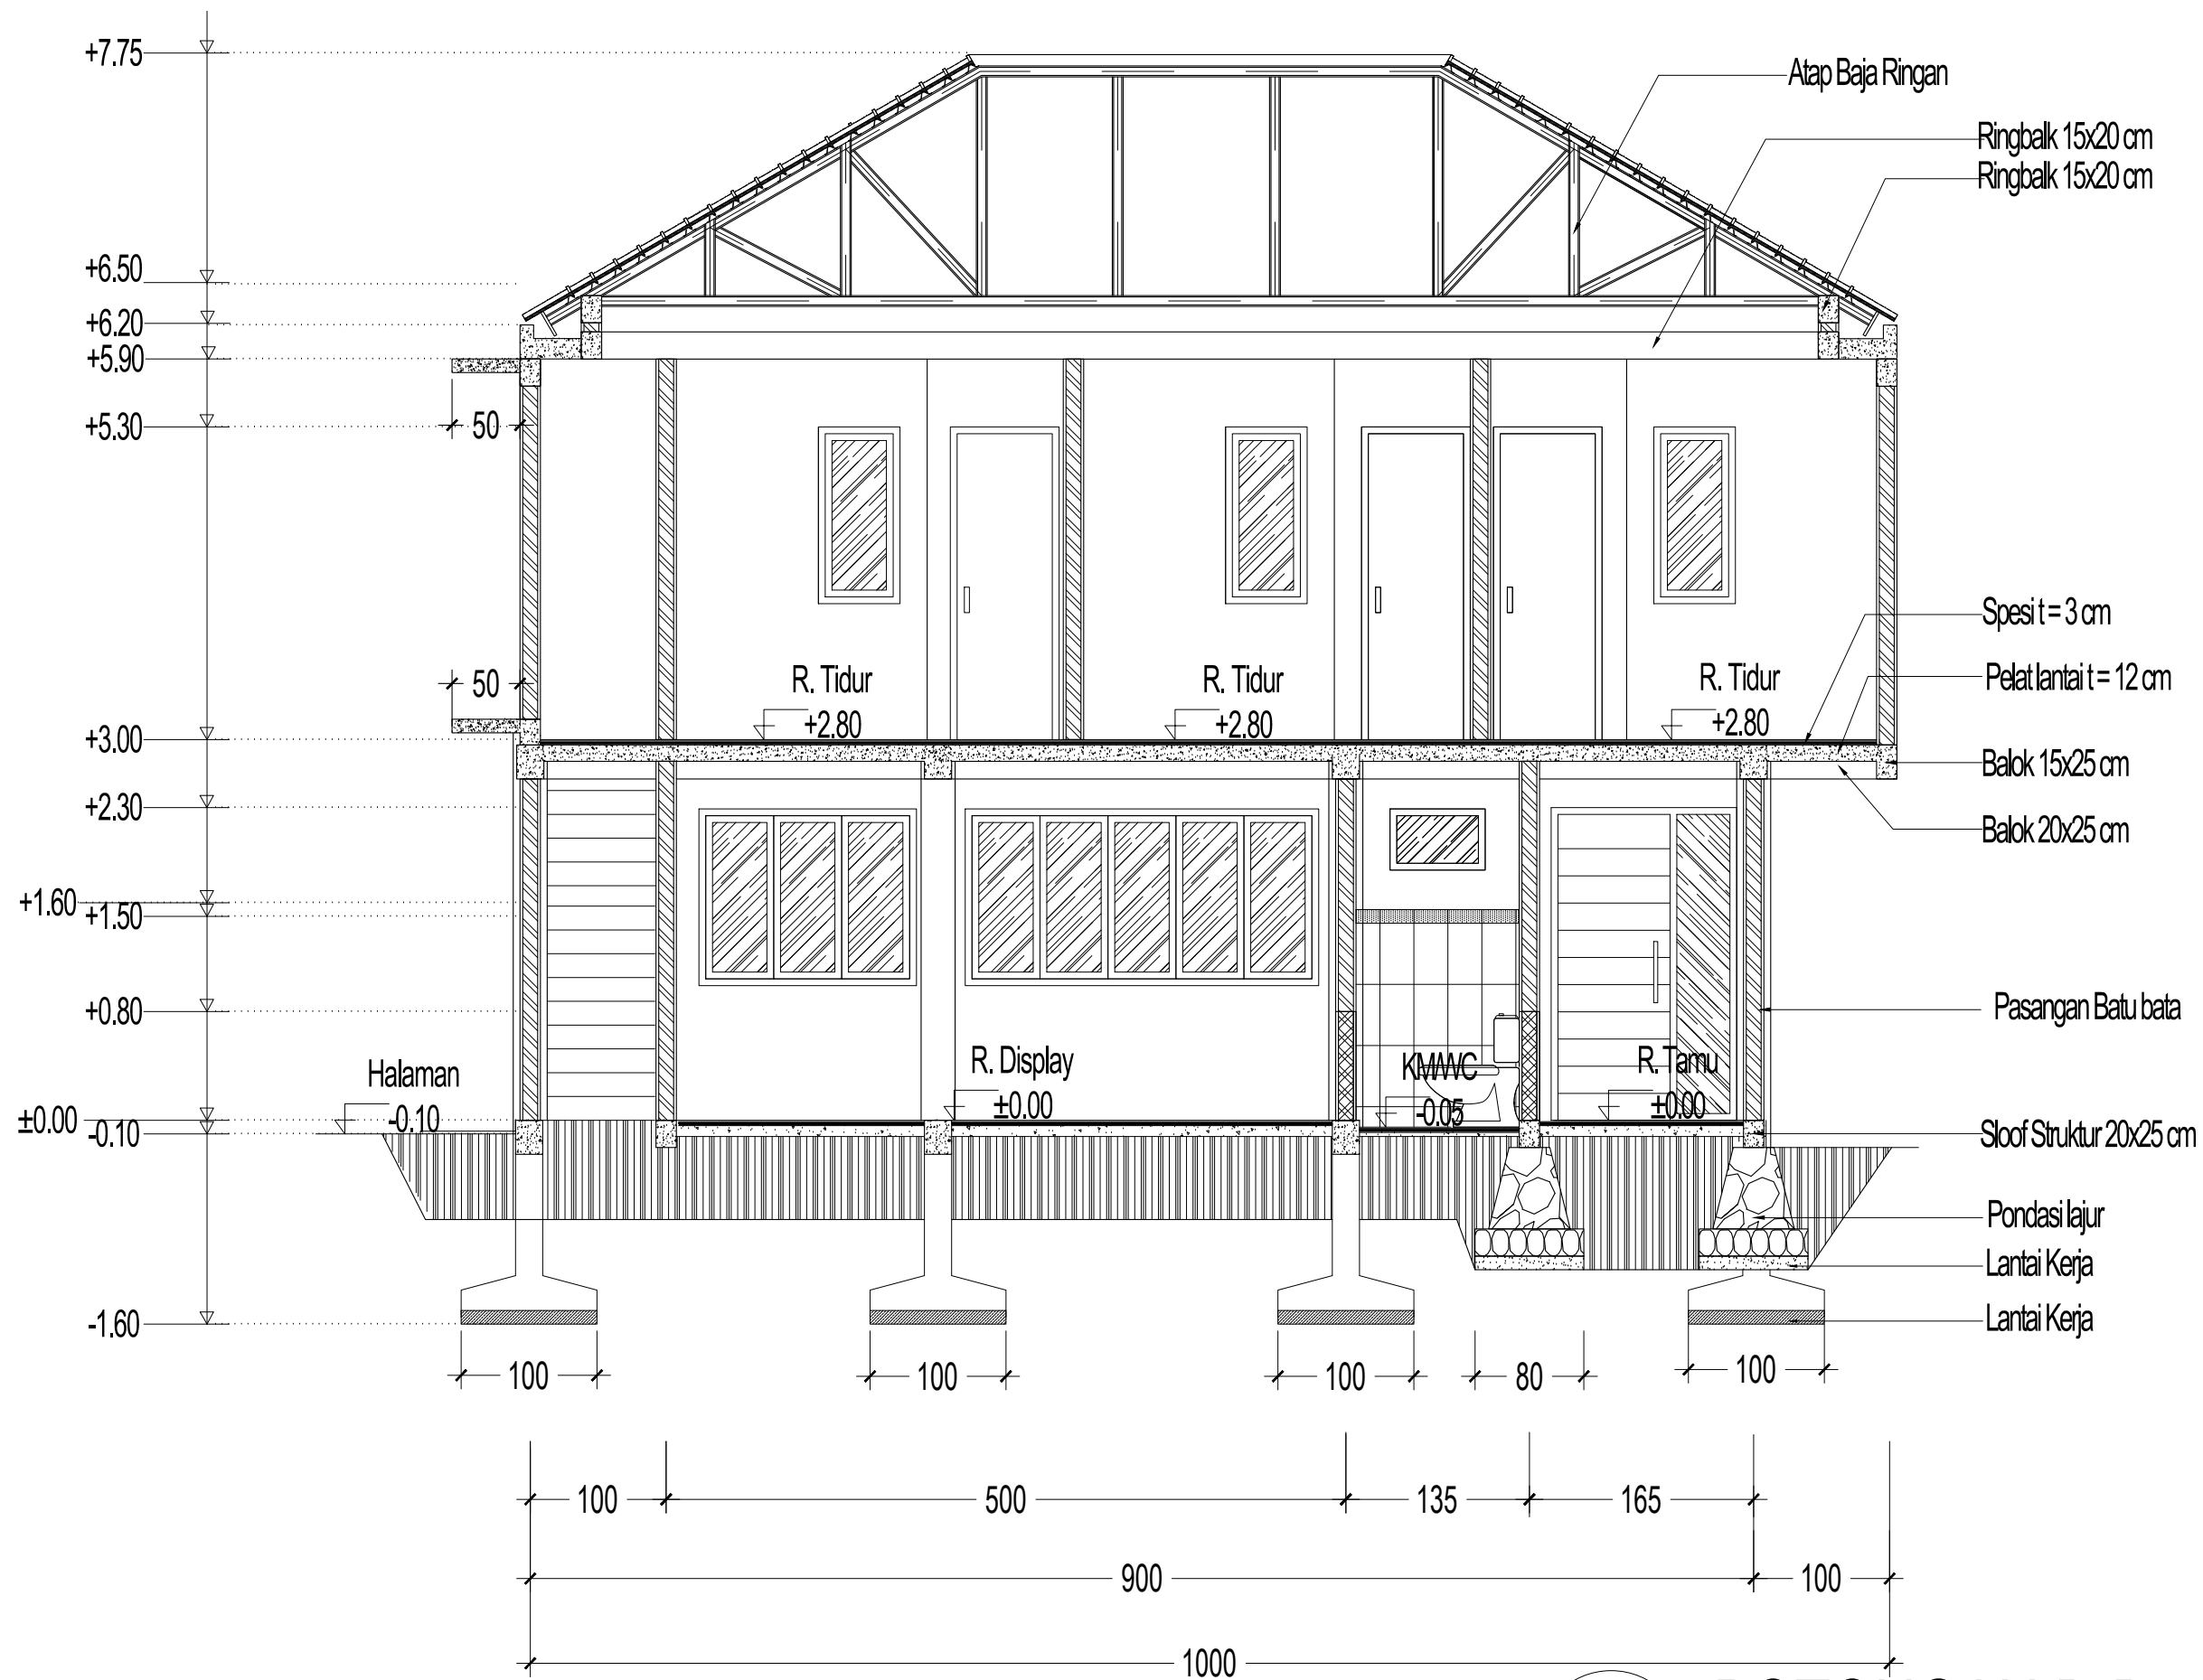 +7.75
Atap Baja Ringan
Ringbalk 15x20 cm
Ringbalk 15x20 cm
+6.50
+6.20
+5.90
+5.30
50
Spesi t = 3 cm
50
R. Tidur
R. Tidur
R. Tidur
Pelat lantai t = 12 cm
+3.00
+2.80
+2.80
+2.80
Balok 15x25 cm
+2.30
Balok 20x25 cm
+1.60
+1.50
+0.80
Pasangan Batu bata
Halaman
R. Display
KM/WC
R. Tamu
±0.00
-0.10
±0.00
-0.05
±0.00
-0.10
Sloof Struktur 20x25 cm
Pondasi lajur
Lantai Kerja
-1.60
Lantai Kerja
100
100
100
80
100
100
500
135
165
900
100
1000